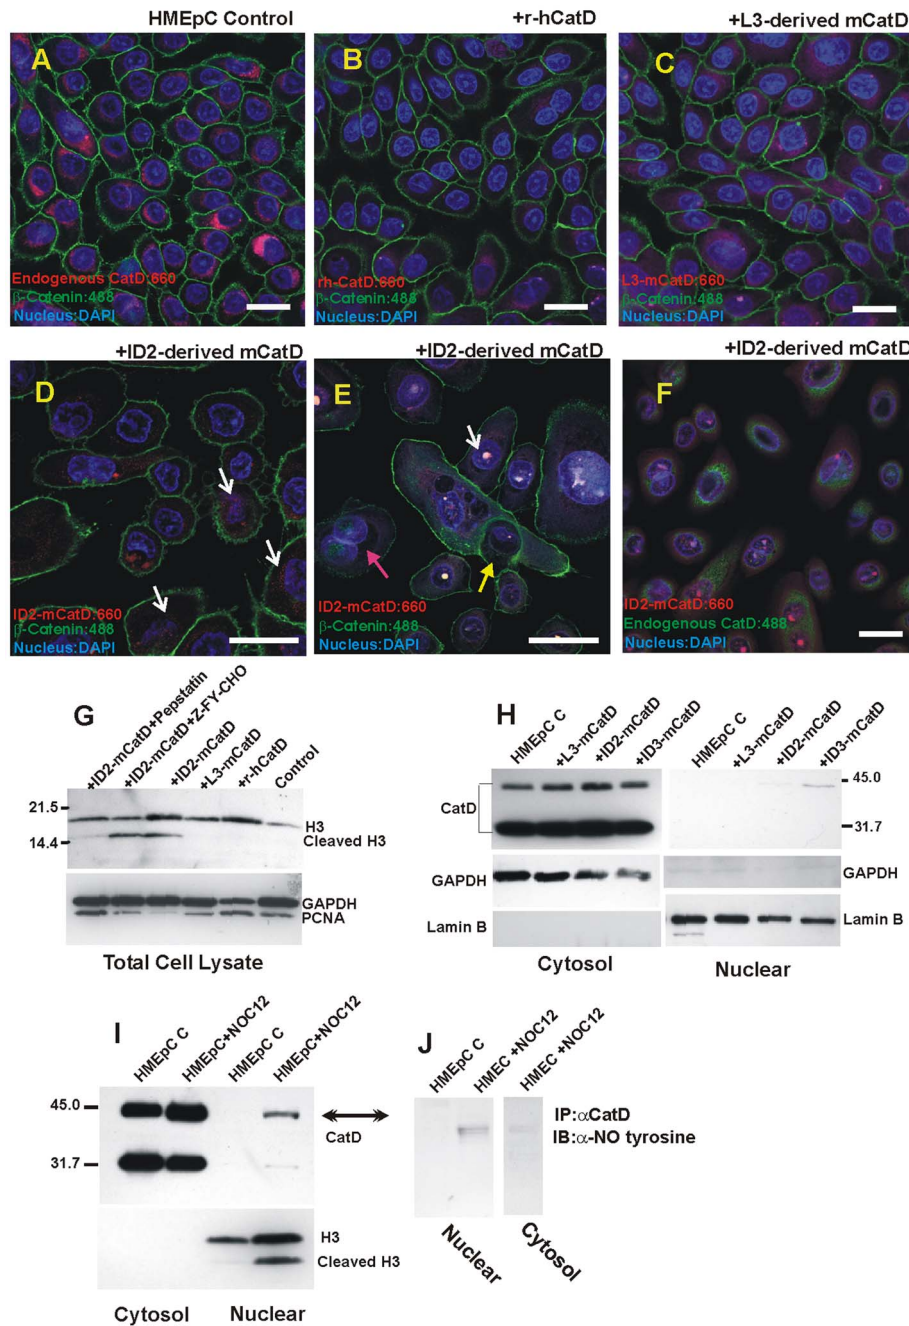 HMEpC Control
+r-hCatD
+L3-derived mCatD
A
B
C
Endogenous CatD:660
β-Catenin:488
Nucleus:DAPI
rh-CatD:660
β-Catenin:488
Nucleus:DAPI
L3-mCatD:660
β-Catenin:488
Nucleus:DAPI
+ID2-derived mCatD
+ID2-derived mCatD
+ID2-derived mCatD
D
E
F
ID2-mCatD:660
β-Catenin:488
Nucleus:DAPI
ID2-mCatD:660
β-Catenin:488
Nucleus:DAPI
ID2-mCatD:660
Endogenous CatD:488
Nucleus:DAPI
G
+ID2-mCatD+Pepstatin
+ID2-mCatD+Z-FY-CHO
+ID2-mCatD
+L3-mCatD
+r-hCatD
Control
21.5
14.4
H3
Cleaved H3
GAPDH
PCNA
Total Cell Lysate
H
HMEpC C
+L3-mCatD
+ID2-mCatD
+ID3-mCatD
HMEpC C
+L3-mCatD
+ID2-mCatD
+ID3-mCatD
CatD
45.0
31.7
GAPDH
GAPDH
Lamin B
Lamin B
Cytosol
Nuclear
I
HMEpC C
HMEpC+NOC12
HMEpC C
HMEpC+NOC12
45.0
31.7
CatD
H3
Cleaved H3
Cytosol
Nuclear
J
HMEpC C
HMEC +NOC12
HMEC +NOC12
IP:αCatD
IB:α-NO tyrosine
Nuclear
Cytosol